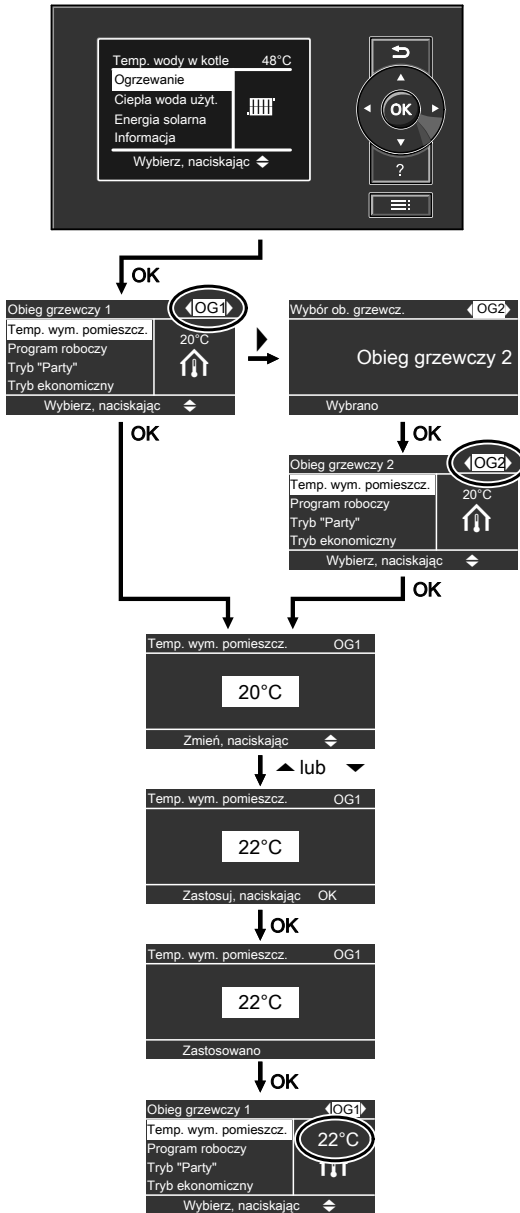 Temp. wody w kotle 48°C
Ogrzewanie
Ciepła woda użyt.
Energia solarna
Informacja
Wybierz, naciskając
OK
?
OK
Obieg grzewczy 1 OG1
Temp. wym. pomieszcz.
Program roboczy
Tryb "Party"
Tryb ekonomiczny
20°C
Wybierz, naciskając
Wybór ob. grzewcz. OG2
Obieg grzewczy 2
Wybrano
OK
OK
Obieg grzewczy 2 OG2
Temp. wym. pomieszcz.
Program roboczy
Tryb "Party"
Tryb ekonomiczny
20°C
Wybierz, naciskając
OK
Temp. wym. pomieszcz. OG1
20°C
Zmień, naciskając
lub
Temp. wym. pomieszcz. OG1
22°C
Zastosuj, naciskając OK
OK
Temp. wym. pomieszcz. OG1
22°C
Zastosowano
OK
Obieg grzewczy 1 OG1
Temp. wym. pomieszcz.
Program roboczy
Tryb "Party"
Tryb ekonomiczny
22°C
Wybierz, naciskając